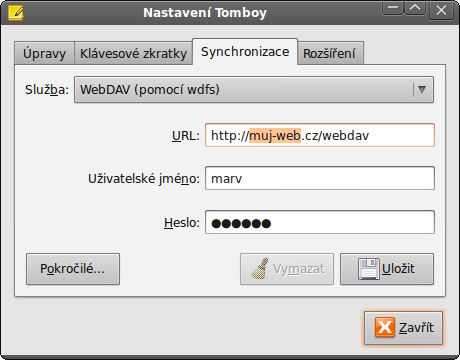 Nastavení Tomboy
Úpravy Klávesové zkratky Synchronizace Rozšíření
Služba: WebDAV (pomocí wdfs)
URL: http://muj-web.cz/webdav
Uživatelské jméno: marv
Heslo: ●●●●●●
Pokročilé... Vymazat Uložit
Zavřít